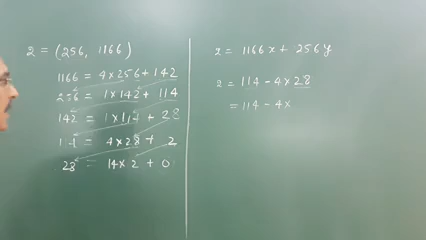 2 = (256, 1166)
1166 = 4×256 + 142
256 = 1×142 + 114
142 = 1×114 + 28
114 = 4×28 + 2
28 = 14×2 + 0
2 = 1166x + 256y
2 = 114 - 4×28
= 114 - 4×